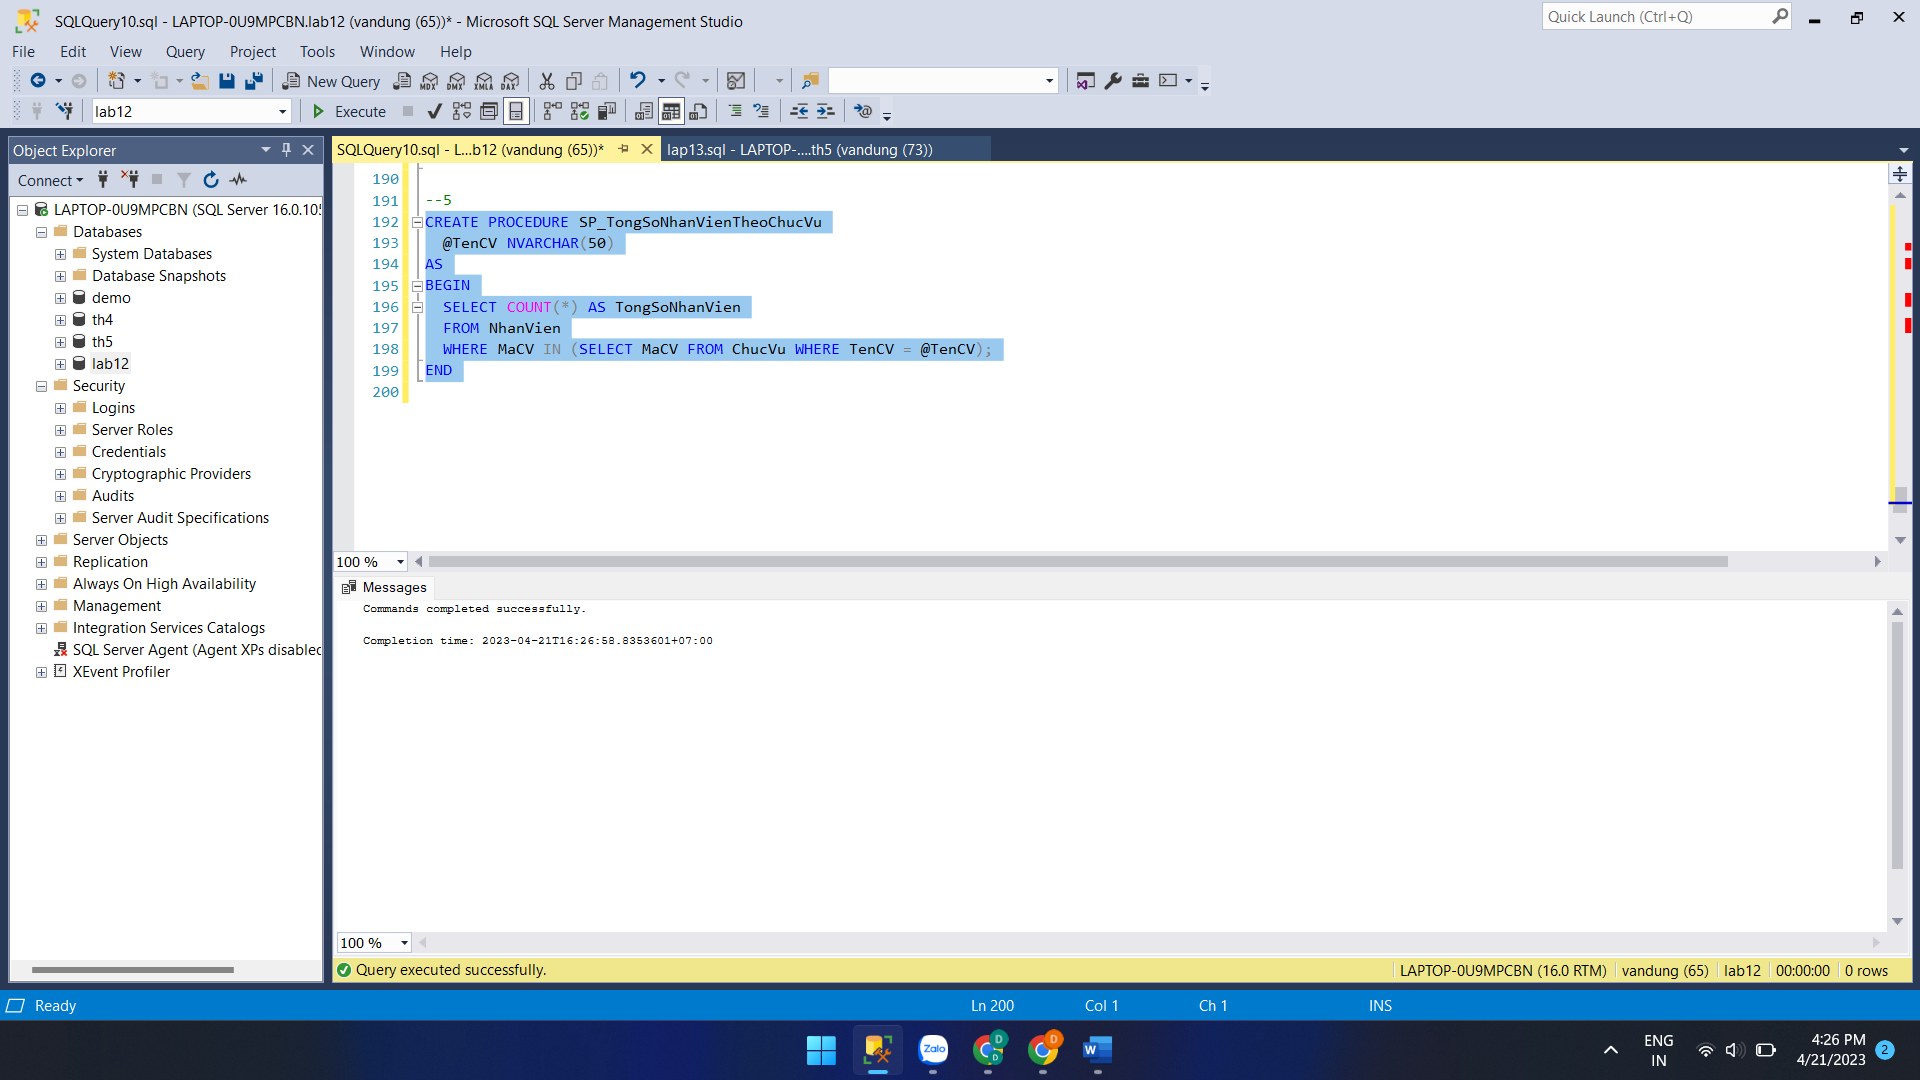 SQLQuery10.sql - LAPTOP-0U9MPCBN.lab12 (vandung (65))* - Microsoft SQL Server Management Studio
Quick Launch (Ctrl+Q)
File Edit View Query Project Tools Window Help
New Query MDX DMX XMLA DAX
lab12 Execute
Object Explorer
SQLQuery10.sql - L...b12 (vandung (65))* lap13.sql - LAPTOP-....th5 (vandung (73))
Connect
LAPTOP-0U9MPCBN (SQL Server 16.0.105
Databases
System Databases
Database Snapshots
demo
th4
th5
lab12
Security
Logins
Server Roles
Credentials
Cryptographic Providers
Audits
Server Audit Specifications
Server Objects
Replication
Always On High Availability
Management
Integration Services Catalogs
SQL Server Agent (Agent XPs disabled
XEvent Profiler
190
191 --5
192 CREATE PROCEDURE SP_TongSoNhanVienTheoChucVu
193 @TenCV NVARCHAR(50)
194 AS
195 BEGIN
196 SELECT COUNT(*) AS TongSoNhanVien
197 FROM NhanVien
198 WHERE MaCV IN (SELECT MaCV FROM ChucVu WHERE TenCV = @TenCV);
199 END
200
100 %
Messages
Commands completed successfully.
Completion time: 2023-04-21T16:26:58.8353601+07:00
100 %
Query executed successfully. LAPTOP-0U9MPCBN (16.0 RTM) vandung (65) lab12 00:00:00 0 rows
Ready Ln 200 Col 1 Ch 1 INS
Zalo D D D W
ENG
IN
4:26 PM
4/21/2023
2